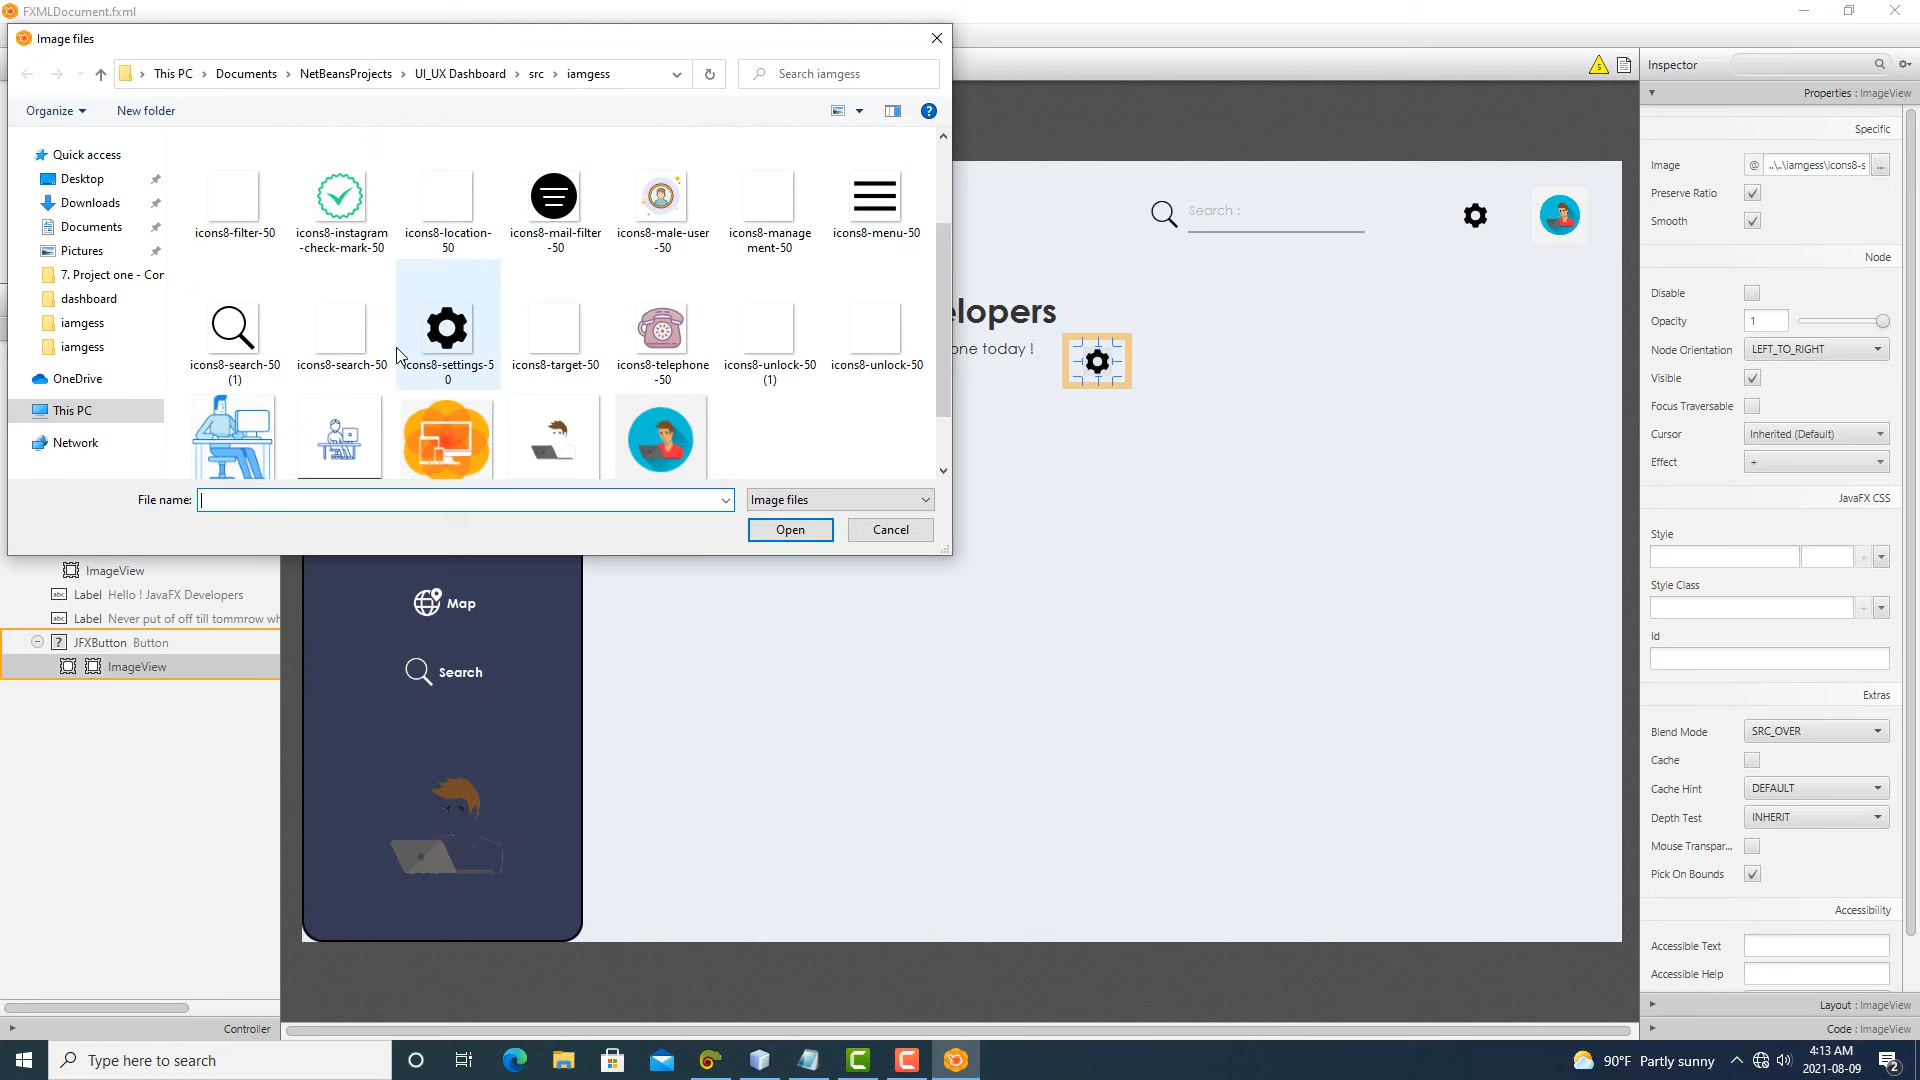 FXMLDocument.fxml
Image files
This PC
Documents
NetBeansProjects
UI_UX Dashboard
src
iamgess
Search iamgess
Organize
New folder
Quick access
Desktop
Downloads
Documents
Pictures
7. Project one - Cor
dashboard
iamgess
iamgess
OneDrive
This PC
Network
icons8-filter-50
icons8-instagram
-check-mark-50
icons8-location-
50
icons8-mail-filter
-50
icons8-male-user
-50
icons8-manage
ment-50
icons8-menu-50
icons8-search-50
(1)
icons8-search-50
icons8-settings-5
0
icons8-target-50
icons8-telephone
-50
icons8-unlock-50
(1)
icons8-unlock-50
File name:
Image files
Open
Cancel
Inspector
Properties : ImageView
Specific
Image
@
..\..\iamgess\icons8-s
...
Preserve Ratio
Smooth
Node
Disable
Opacity
1
Node Orientation
LEFT_TO_RIGHT
Visible
Focus Traversable
Cursor
Inherited (Default)
Effect
+
JavaFX CSS
Style
Style Class
Id
Extras
Blend Mode
SRC_OVER
Cache
Cache Hint
DEFAULT
Depth Test
INHERIT
Mouse Transpar...
Pick On Bounds
Accessibility
Accessible Text
Accessible Help
Layout : ImageView
Code : ImageView
Search :
elopers
one today !
ImageView
abc Label Hello ! JavaFX Developers
abc Label Never put of off till tommrow wh
? JFXButton Button
ImageView
Controller
Map
Search
Type here to search
90°F Partly sunny
4:13 AM
2021-08-09
2